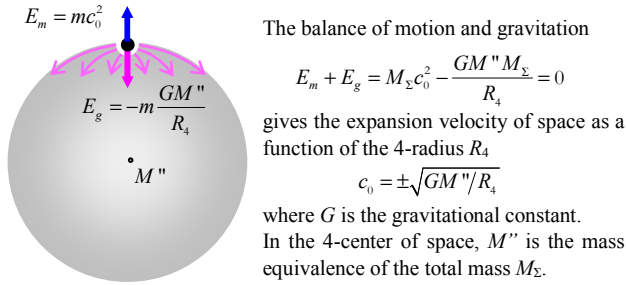 E_m = mc_0^2
E_g = −m GM"/R_4
M"
The balance of motion and gravitation
E_m + E_g = M_Σ c_0^2 − GM"M_Σ/R_4 = 0
gives the expansion velocity of space as a
function of the 4-radius R_4
c_0 = ±√(GM"/R_4)
where G is the gravitational constant.
In the 4-center of space, M” is the mass
equivalence of the total mass M_Σ.